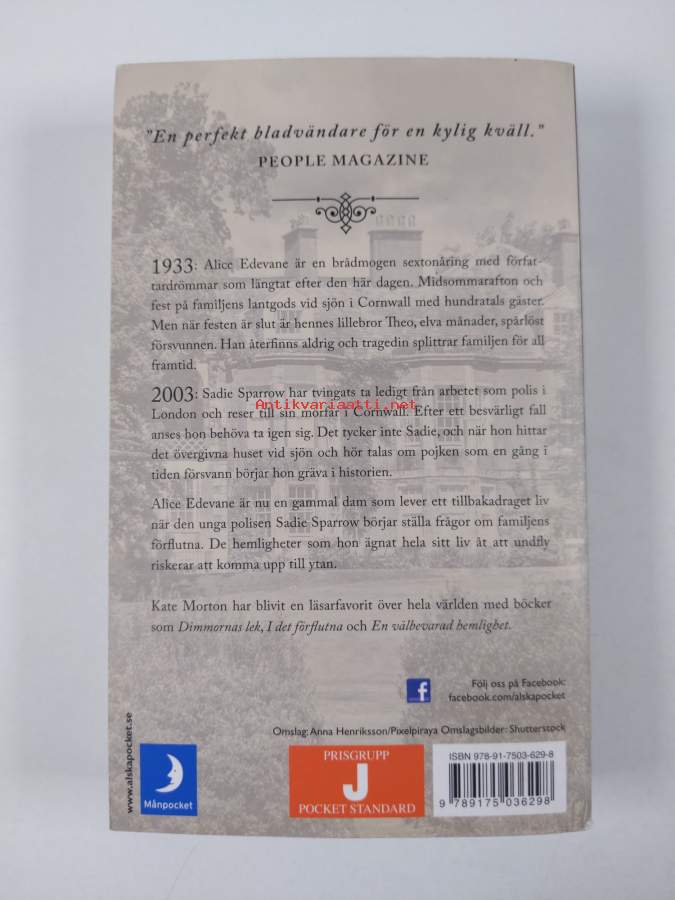 "En perfekt bladvändare för en kylig kväll."
PEOPLE MAGAZINE
1933: Alice Edevane är en brådmogen sextonåring med förfat-
tardrömmar som längtat efter den här dagen. Midsommarafton och
fest på familjens lantgods vid sjön i Cornwall med hundratals gäster.
Men när festen är slut är hennes lillebror Theo, elva månader, spårlöst
försvunnen. Han återfinns aldrig och tragedin splittrar familjen för all
framtid.
2003: Sadie Sparrow har tvingats ta ledigt från arbetet som polis i
Antikvariaatti.net
London och reser till sin morfar i Cornwall. Efter ett besvärligt fall
anses hon behöva ta igen sig. Det tycker inte Sadie, och när hon hittar
det övergivna huset vid sjön och hör talas om pojken som en gång i
tiden försvann börjar hon gräva i historien.
Alice Edevane är nu en gammal dam som lever ett tillbakadraget liv
när den unga polisen Sadie Sparrow börjar ställa frågor om familjens
förflutna. De hemligheter som hon ägnat hela sitt liv åt att undfly
riskerar att komma upp till ytan.
Kate Morton har blivit en läsarfavorit över hela världen med böcker
som Dimmornas lek, I det förflutna och En välbevarad hemlighet.
f
Följ oss på Facebook:
facebook.com/alskapocket
Omslag: Anna Henriksson/Pixelpiraya Omslagsbilder: Shutterstock
www.alskapocket.se
Månpocket
PRISGRUPP
J
POCKET STANDARD
ISBN 978-91-7503-629-8
9 789175 036298